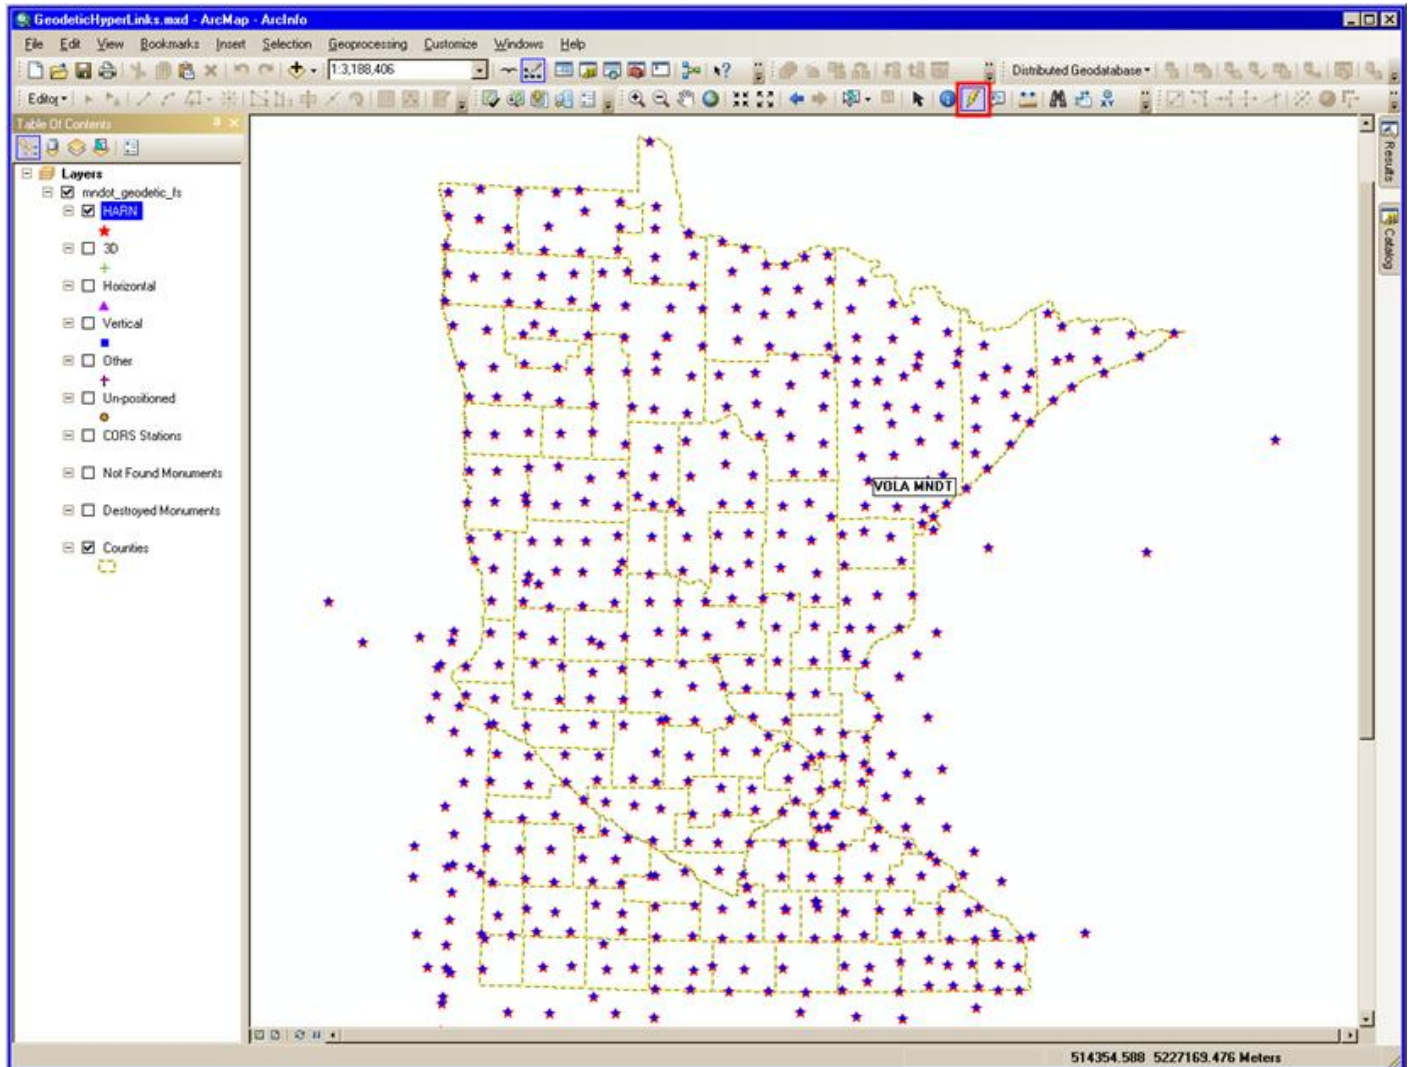 GeodeticHyperLinks.mxd - ArcMap - ArcInfo
File Edit View Bookmarks Insert Selection Geoprocessing Customize Windows Help
1:3,188,406
Distributed Geodatabase
Editor
Table Of Contents
Layers
mndot_geodetic_fs
HARN
3D
Horizontal
Vertical
Other
Un-positioned
CORS Stations
Not Found Monuments
Destroyed Monuments
Counties
VOLA MNDT
Results
Catalog
514354.588 5227169.476 Meters